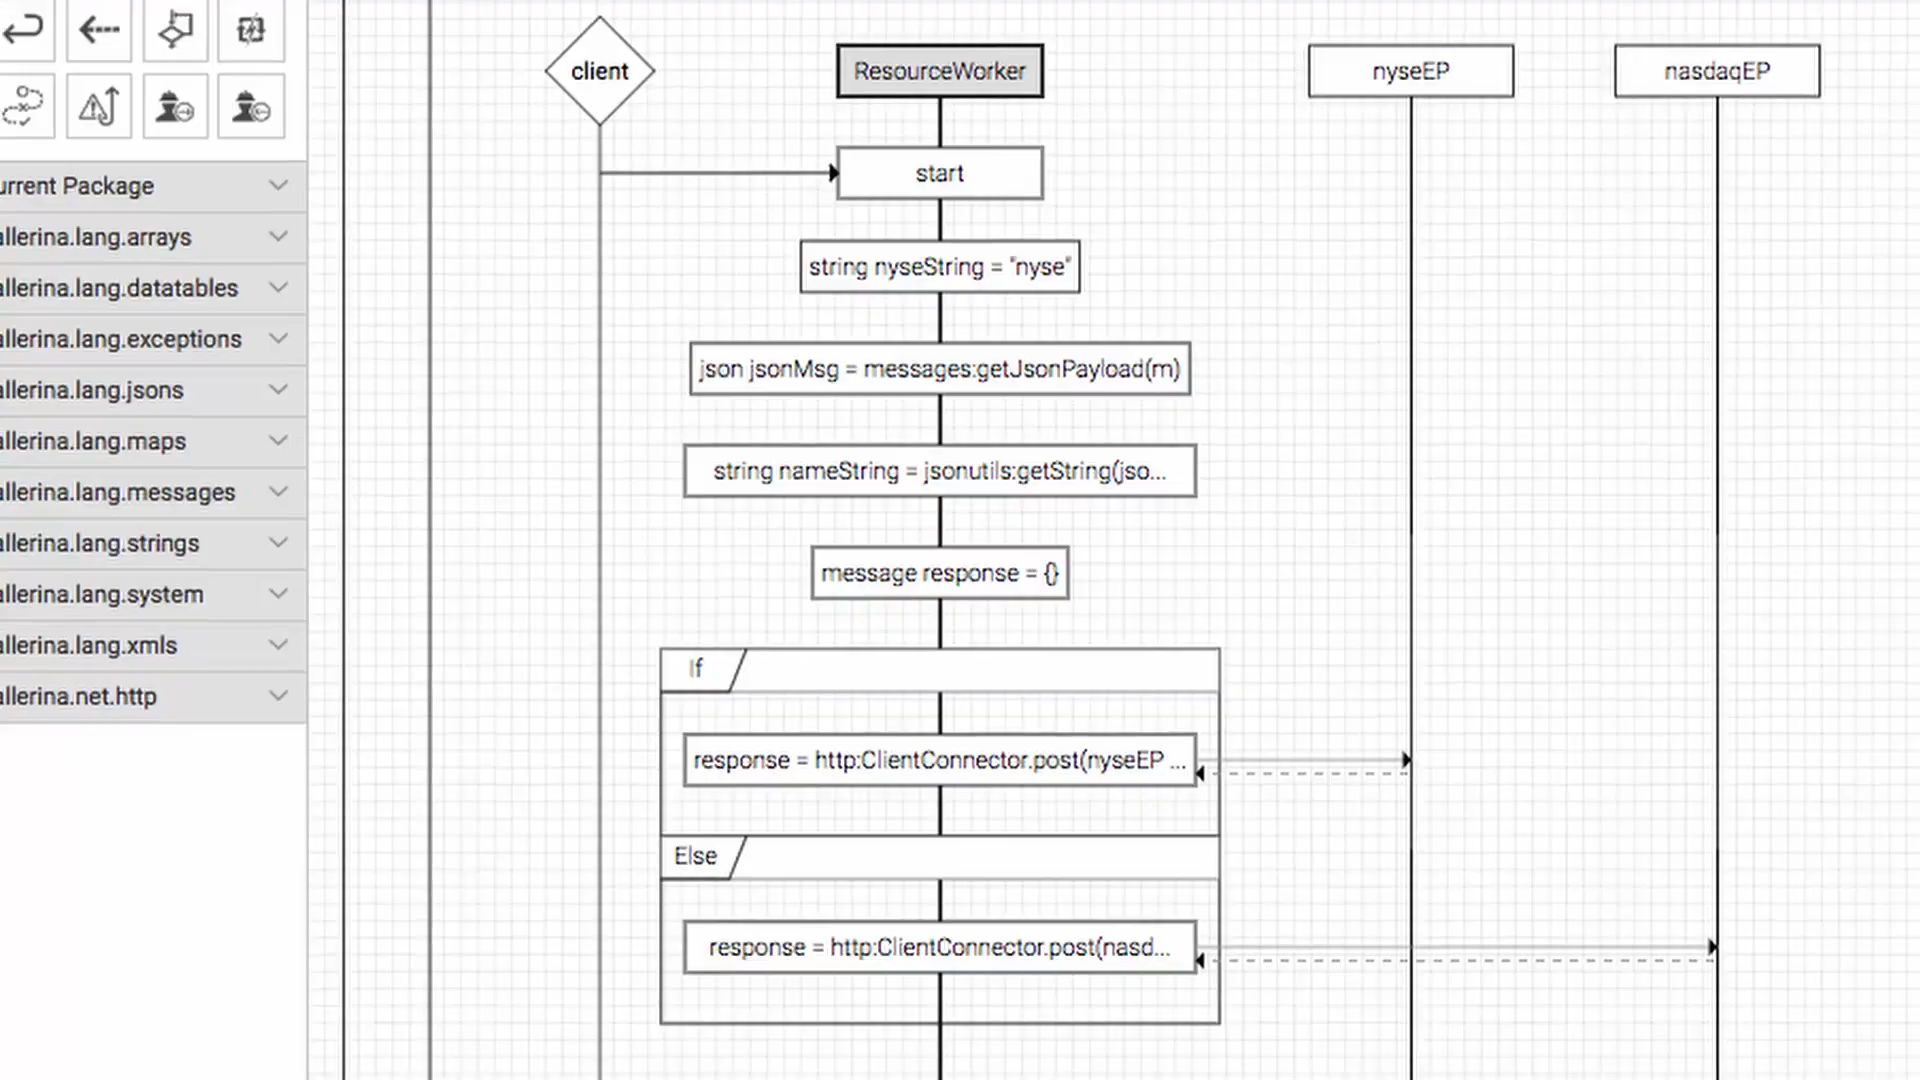 client
ResourceWorker
nyseEP
nasdaqEP
start
string nyseString = "nyse"
json jsonMsg = messages:getJsonPayload(m)
string nameString = jsonutils:getString(jso...
message response = {}
If
response = http:ClientConnector.post(nyseEP ...
Else
response = http:ClientConnector.post(nasd...
urrent Package
allerina.lang.arrays
allerina.lang.datatables
allerina.lang.exceptions
allerina.lang.jsons
allerina.lang.maps
allerina.lang.messages
allerina.lang.strings
allerina.lang.system
allerina.lang.xmls
allerina.net.http